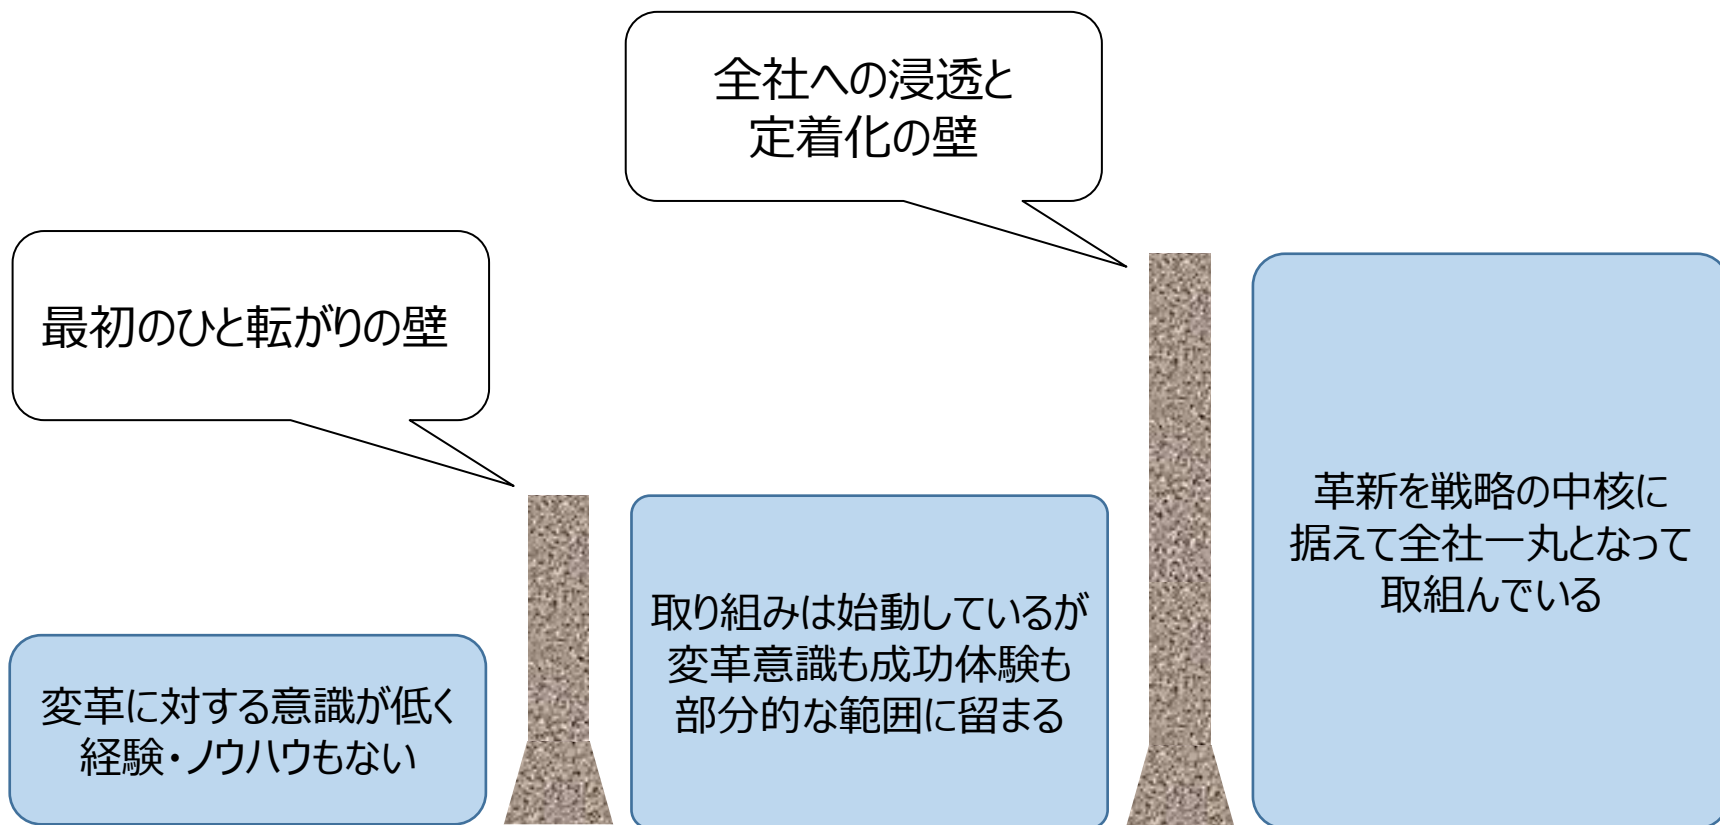 全社への浸透と
定着化の壁
最初のひと転がりの壁
変革に対する意識が低く
経験・ノウハウもない
取り組みは始動しているが
変革意識も成功体験も
部分的な範囲に留まる
革新を戦略の中核に
据えて全社一丸となって
取組んでいる